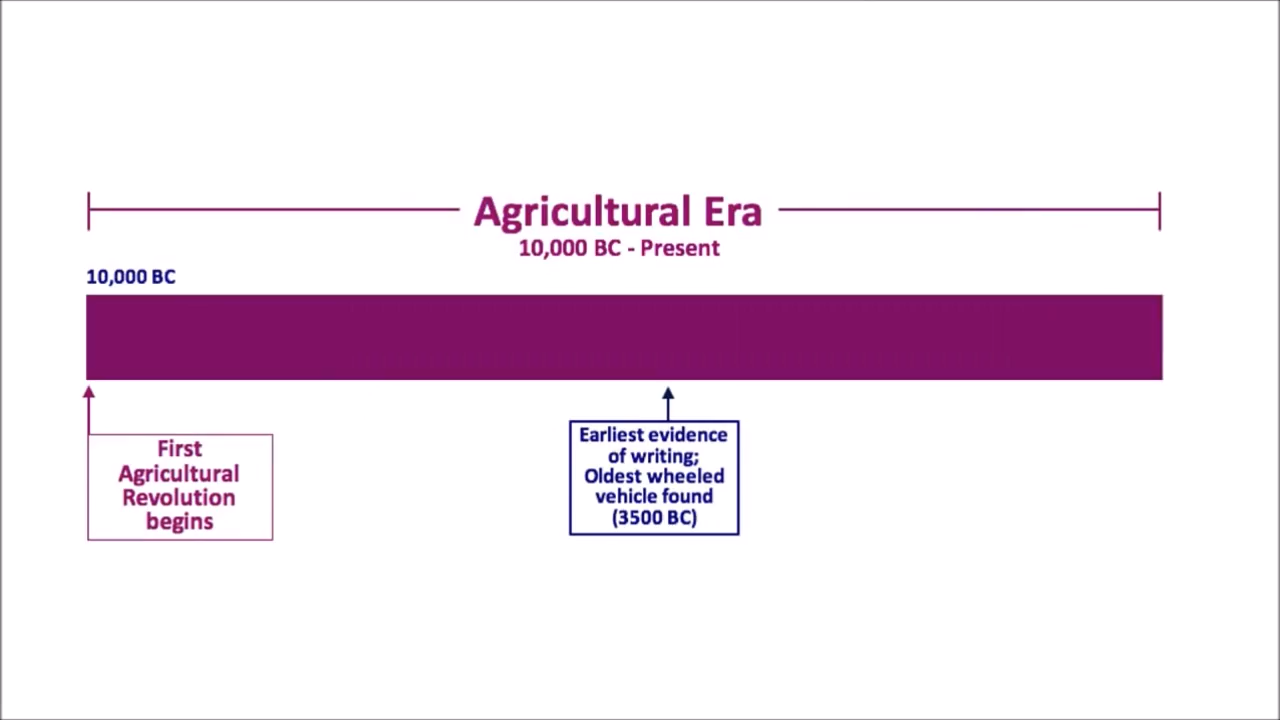 Agricultural Era
10,000 BC - Present
10,000 BC
First
Agricultural
Revolution
begins
Earliest evidence
of writing;
Oldest wheeled
vehicle found
(3500 BC)